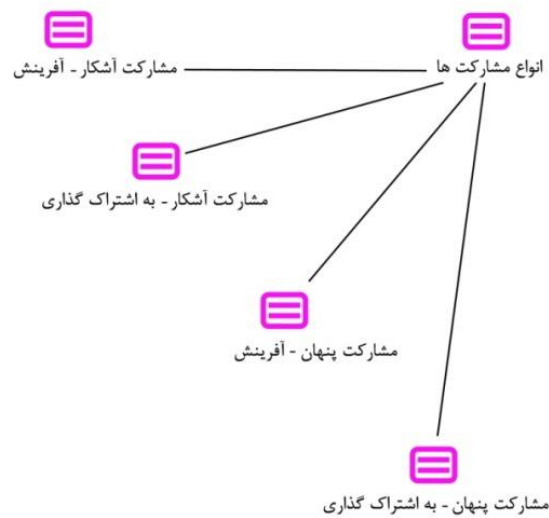 انواع مشارکت ها
مشارکت آشکار - آفرینش
مشارکت آشکار - به اشتراک گذاری
مشارکت پنهان - آفرینش
مشارکت پنهان - به اشتراک گذاری